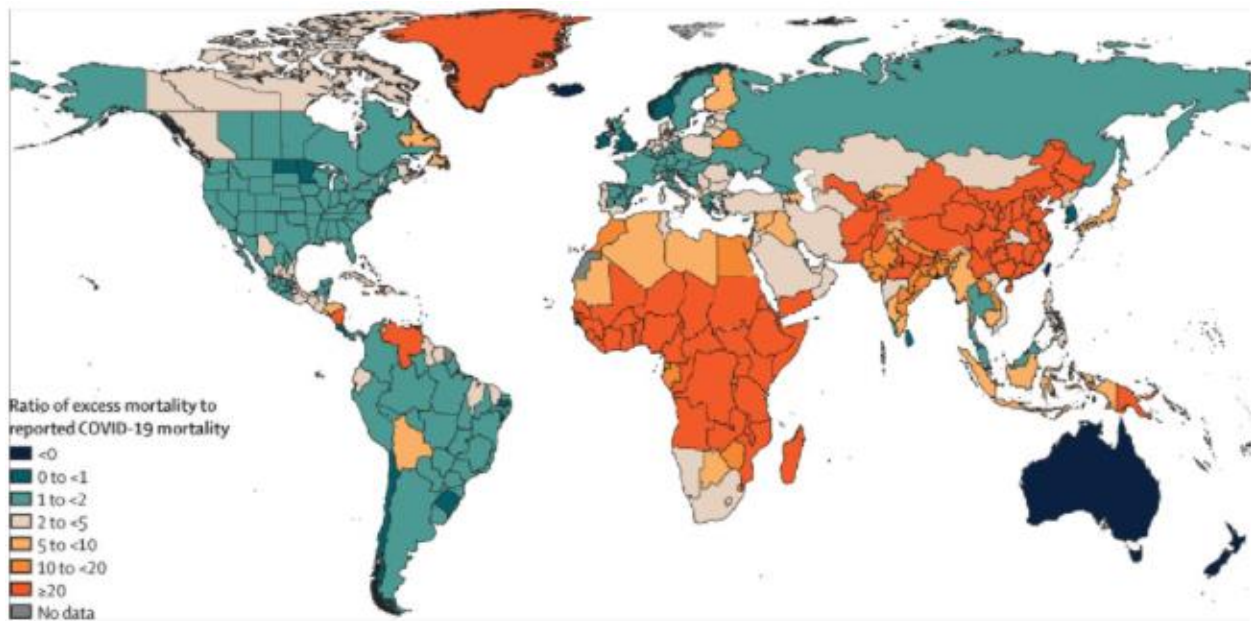 Ratio of excess mortality to
reported COVID-19 mortality
<0
0 to <1
1 to <2
2 to <5
5 to <10
10 to <20
≥20
No data